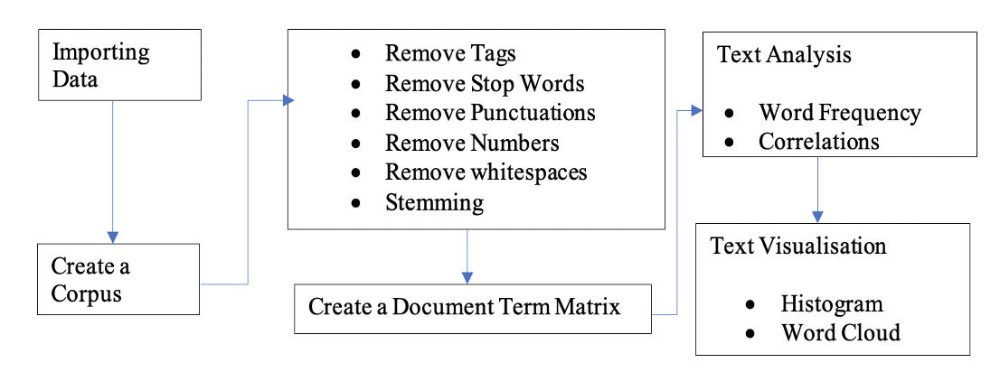 Importing
Data
Create a
Corpus
• Remove Tags
• Remove Stop Words
• Remove Punctuations
• Remove Numbers
• Remove whitespaces
• Stemming
Create a Document Term Matrix
Text Analysis
• Word Frequency
• Correlations
Text Visualisation
• Histogram
• Word Cloud